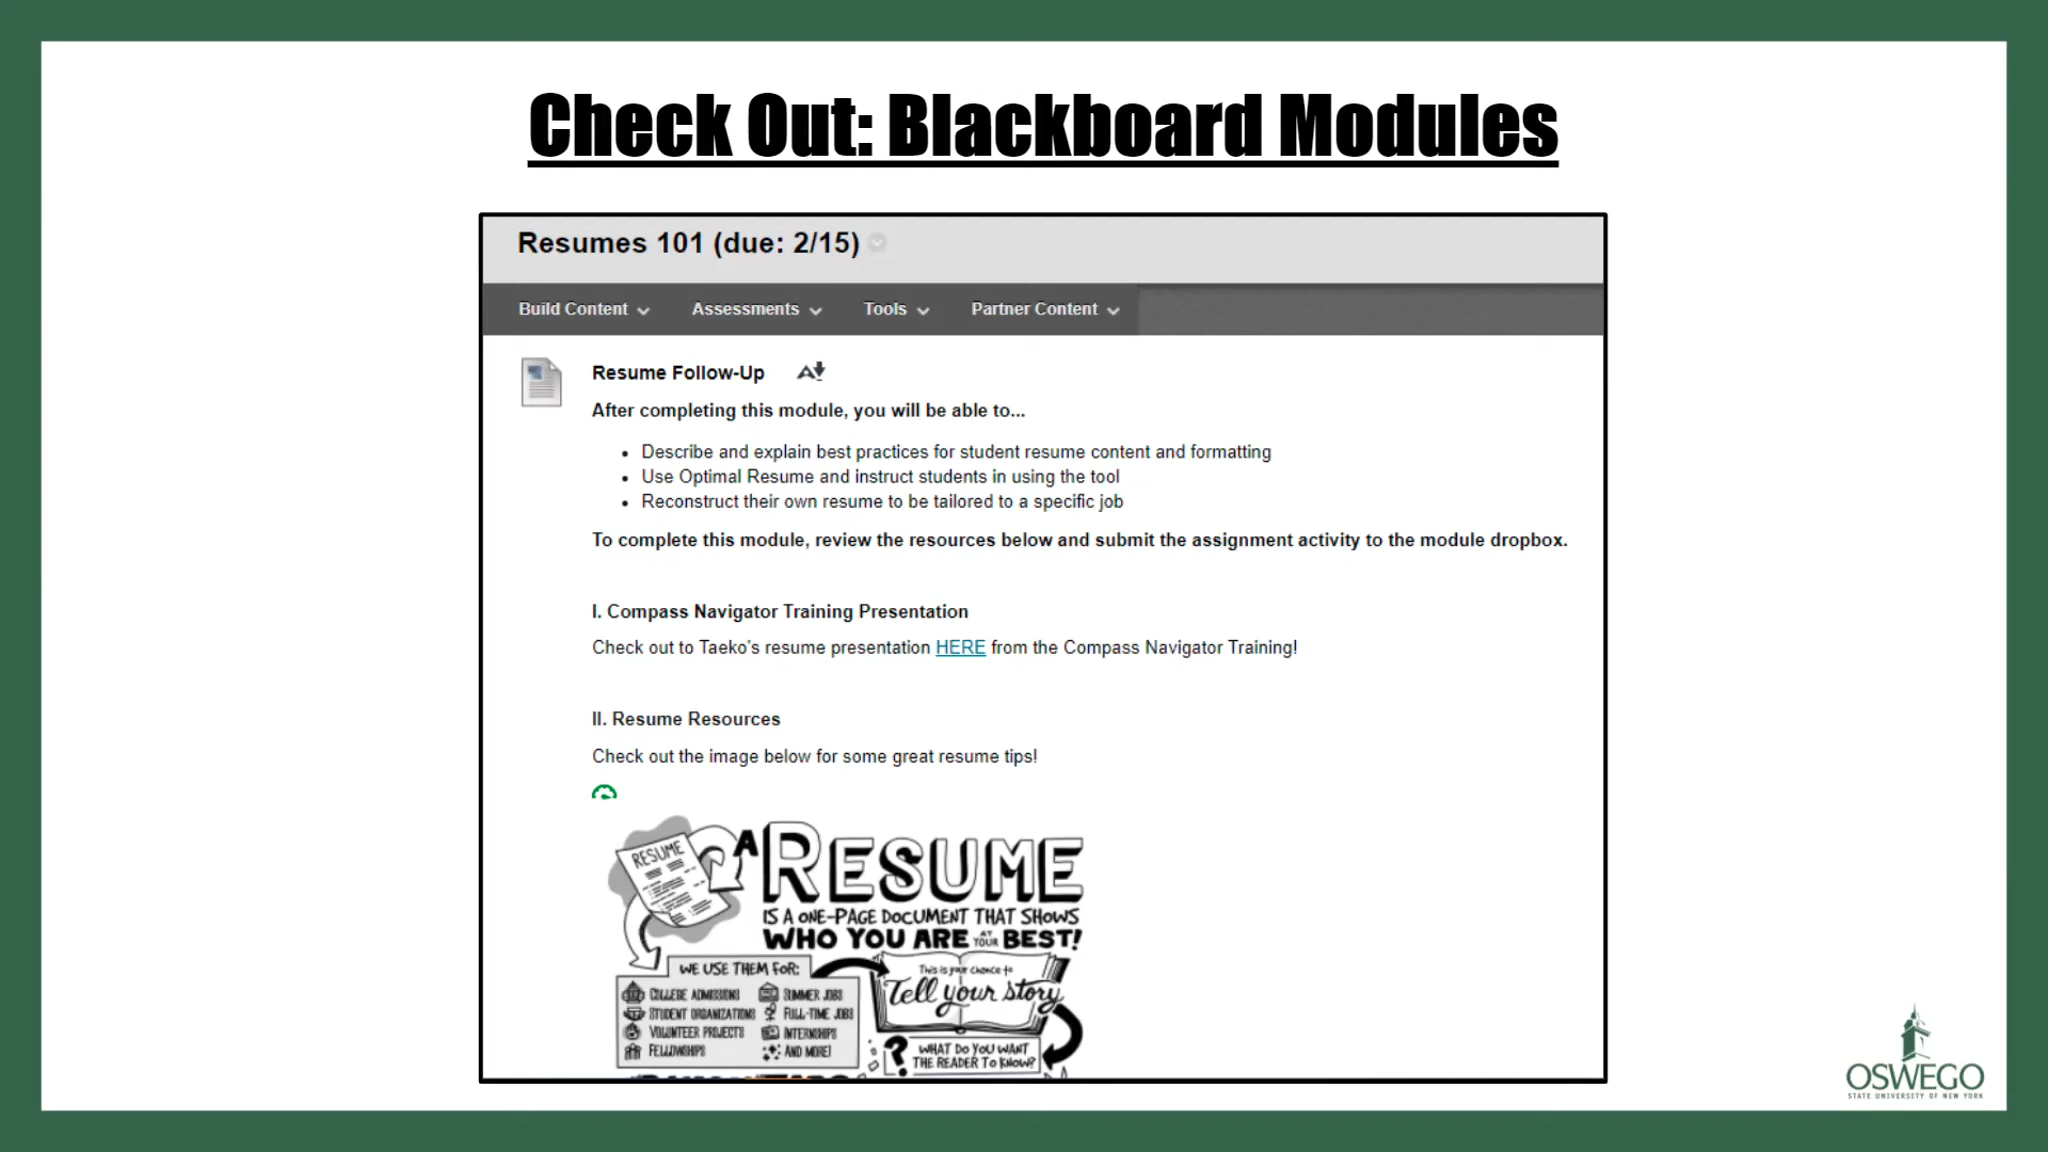 Check Out: Blackboard Modules
Resumes 101 (due: 2/15)
Build Content
Assessments
Tools
Partner Content
Resume Follow-Up
After completing this module, you will be able to...
• Describe and explain best practices for student resume content and formatting
• Use Optimal Resume and instruct students in using the tool
• Reconstruct their own resume to be tailored to a specific job
To complete this module, review the resources below and submit the assignment activity to the module dropbox.
I. Compass Navigator Training Presentation
Check out to Taeko's resume presentation HERE from the Compass Navigator Training!
II. Resume Resources
Check out the image below for some great resume tips!
RESUME
A RESUME
IS A ONE-PAGE DOCUMENT THAT SHOWS
WHO YOU ARE AT YOUR BEST!
WE USE THEM FOR:
COLLEGE ADMISSIONS
STUDENT ORGANIZATIONS
VOLUNTEER PROJECTS
FELLOWSHIPS
SUMMER JOBS
FULL-TIME JOBS
INTERNSHIPS
AND MORE!
This is your chance to
Tell your story
WHAT DO YOU WANT
THE READER TO KNOW?
OSWEGO
STATE UNIVERSITY OF NEW YORK